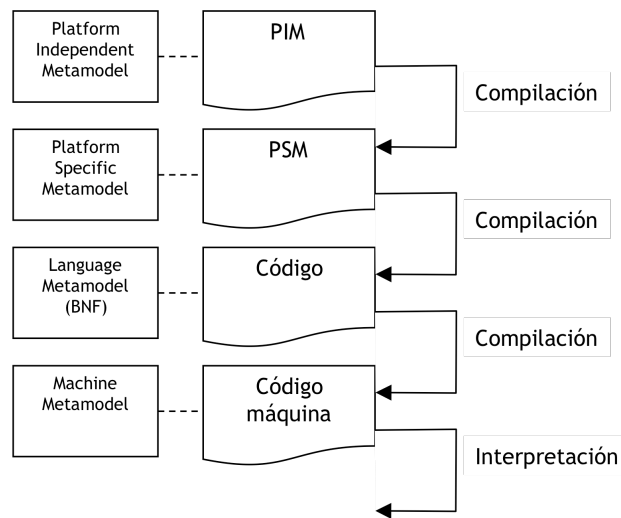 Platform
Independent
Metamodel
PIM
Compilación
Platform
Specific
Metamodel
PSM
Compilación
Language
Metamodel
(BNF)
Código
Compilación
Machine
Metamodel
Código
máquina
Interpretación